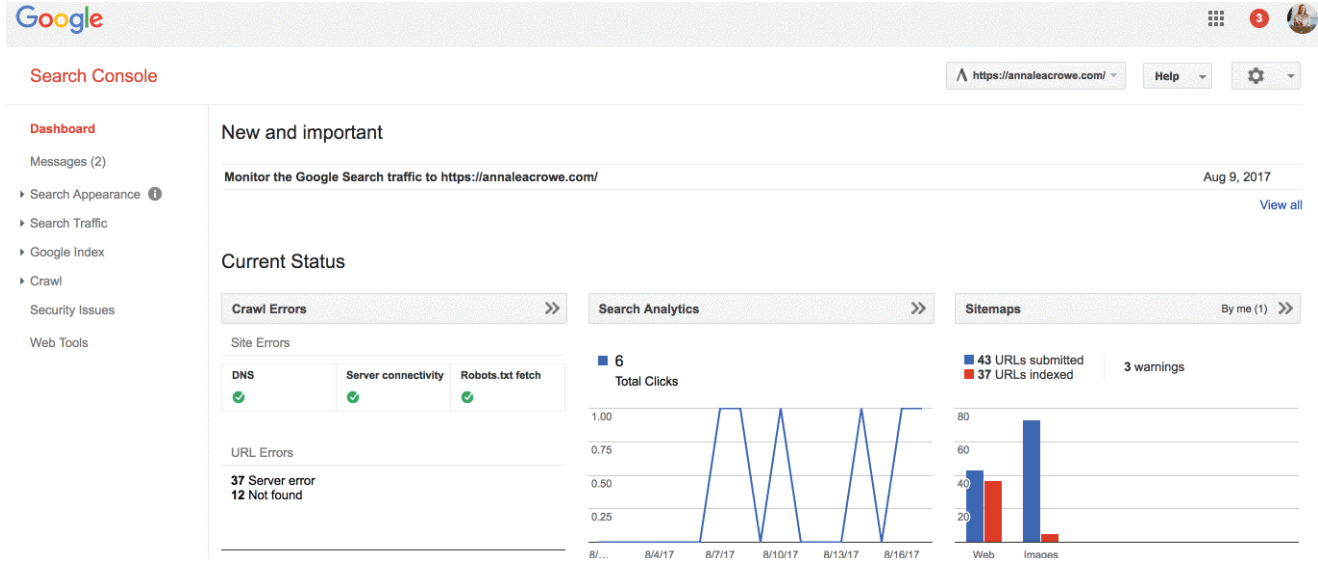 Google
3
Search Console
https://annaleacrowe.com/
Help
Dashboard
Messages (2)
Search Appearance
Search Traffic
Google Index
Crawl
Security Issues
Web Tools
New and important
Monitor the Google Search traffic to https://annaleacrowe.com/ Aug 9, 2017
View all
Current Status
Crawl Errors
Site Errors
DNS Server connectivity Robots.txt fetch
URL Errors
37 Server error
12 Not found
Search Analytics
6
Total Clicks
1.00
0.75
0.50
0.25
8/... 8/4/17 8/7/17 8/10/17 8/13/17 8/16/17
Sitemaps By me (1)
43 URLs submitted
37 URLs indexed
3 warnings
80
60
40
20
Web Images